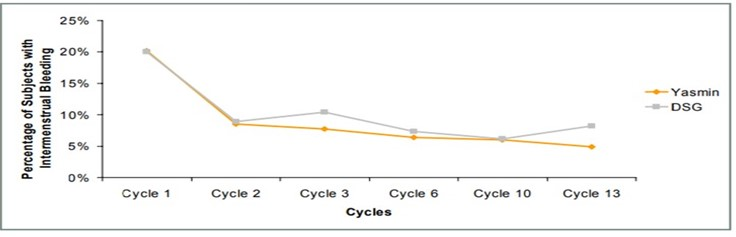 25%
20%
15%
10%
5%
0%
Percentage of Subjects with
Intermenstrual Bleeding
Yasmin
DSG
Cycle 1 Cycle 2 Cycle 3 Cycle 6 Cycle 10 Cycle 13
Cycles